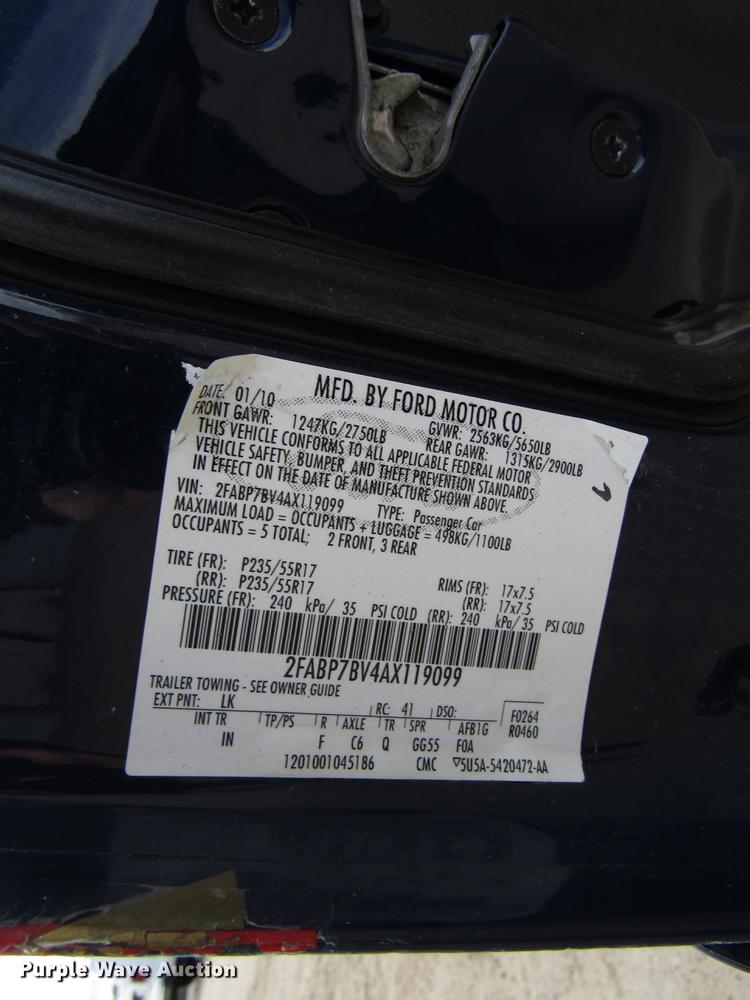 MFD. BY FORD MOTOR CO.
DATE: 01/10 GVWR: 2563KG/5650LB
FRONT GAWR: 1247KG/2750LB REAR GAWR: 1315KG/2900LB
THIS VEHICLE CONFORMS TO ALL APPLICABLE FEDERAL MOTOR
VEHICLE SAFETY, BUMPER, AND THEFT PREVENTION STANDARDS
IN EFFECT ON THE DATE OF MANUFACTURE SHOWN ABOVE.
VIN: 2FABP7BV4AX119099 TYPE: Passenger Car
MAXIMUM LOAD = OCCUPANTS + LUGGAGE = 498KG/1100LB
OCCUPANTS = 5 TOTAL; 2 FRONT, 3 REAR
TIRE (FR): P235/55R17 RIMS (FR): 17x7.5
(RR): P235/55R17 (RR): 17x7.5
PRESSURE (FR): 240 kPa/ 35 PSI COLD (RR): 240 kPa/ 35 PSI COLD
2FABP7BV4AX119099
TRAILER TOWING - SEE OWNER GUIDE
EXT PNT: LK RC: 41 DSO: F0264
INT TR TP/PS R AXLE TR SPR AFB1G R0460
IN F C6 Q GG55 FOA
1201001045186 CMC ▽5U5A-5420472-AA
Purple Wave Auction